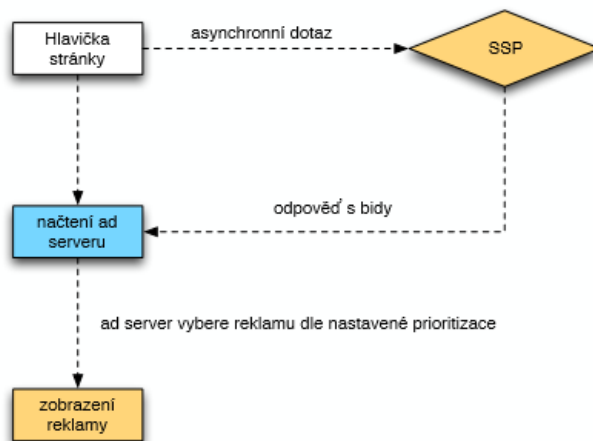 Hlavička
stránky
asynchronní dotaz
SSP
odpověď s bidy
načtení ad
serveru
ad server vybere reklamu dle nastavené prioritizace
zobrazení
reklamy